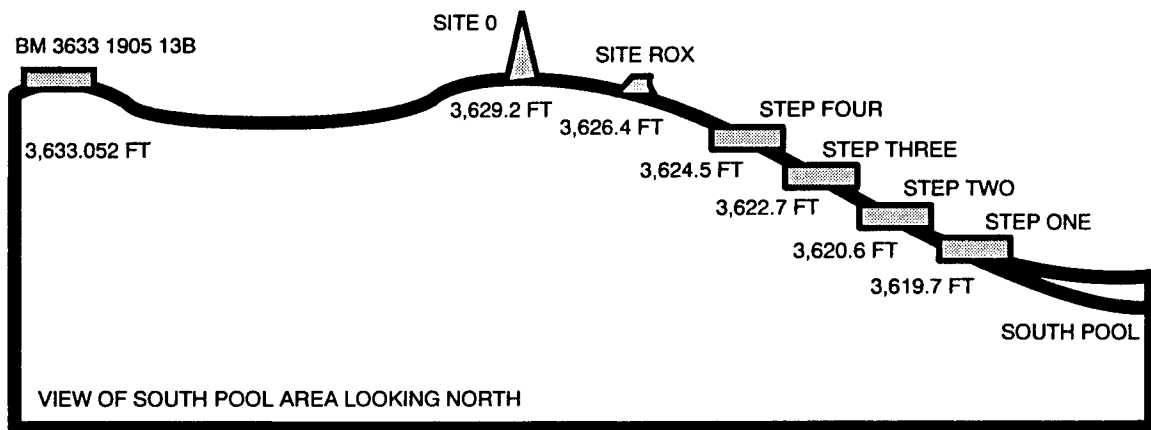 SITE 0
BM 3633 1905 13B
SITE ROX
3,629.2 FT
3,626.4 FT
STEP FOUR
3,633.052 FT
STEP THREE
3,624.5 FT
STEP TWO
3,622.7 FT
STEP ONE
3,620.6 FT
3,619.7 FT
SOUTH POOL
VIEW OF SOUTH POOL AREA LOOKING NORTH